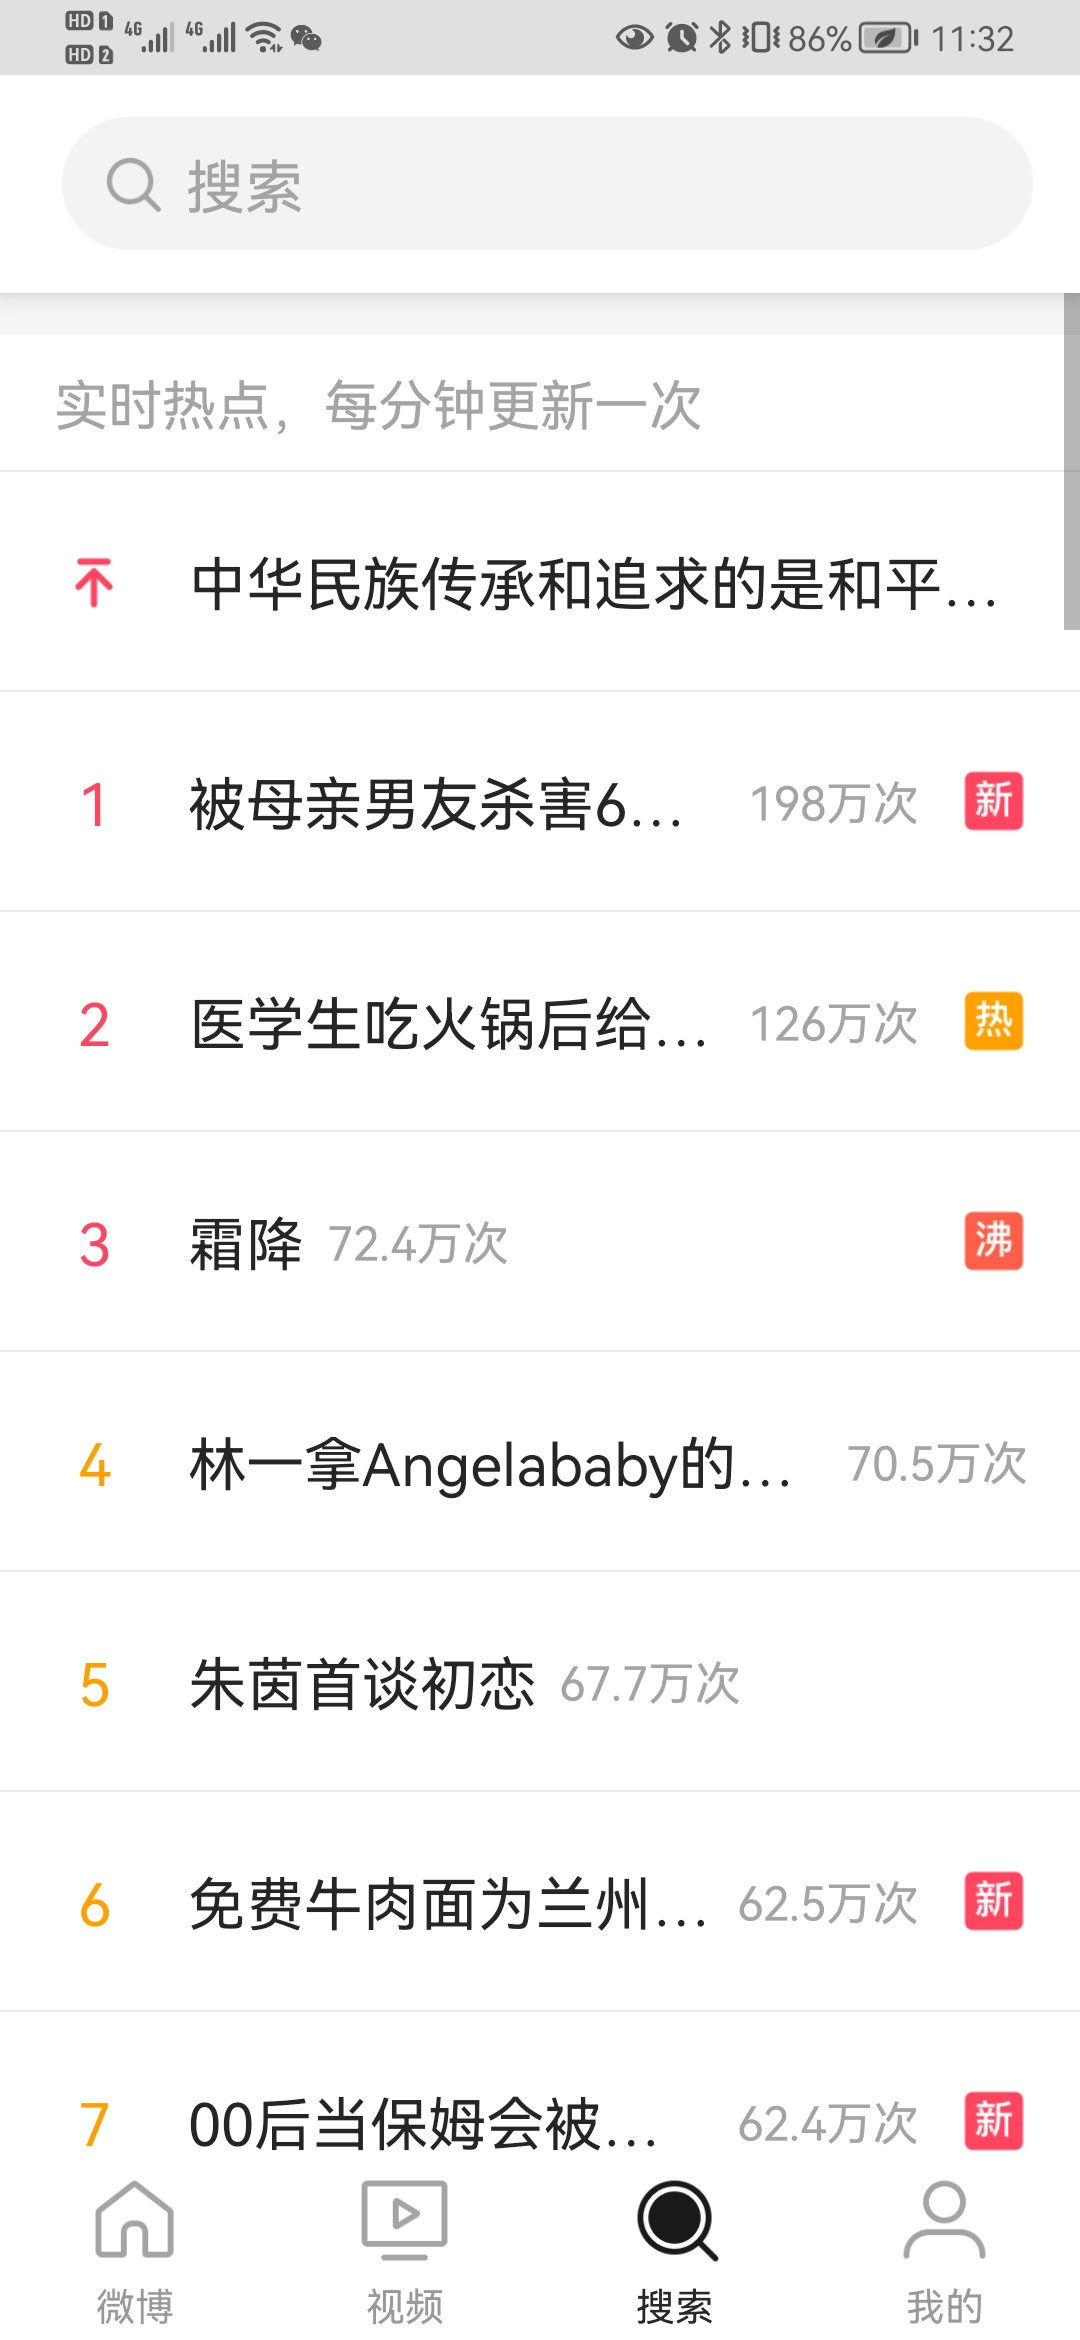 HD 1 4G 4G 86% 11:32
HD 2
搜索
实时热点，每分钟更新一次
中华民族传承和追求的是和平...
1 被母亲男友杀害6... 198万次 新
2 医学生吃火锅后给... 126万次 热
3 霜降 72.4万次 沸
4 林一拿Angelababy的... 70.5万次
5 朱茵首谈初恋 67.7万次
6 免费牛肉面为兰州... 62.5万次 新
7 00后当保姆会被... 62.4万次 新
微博 视频 搜索 我的